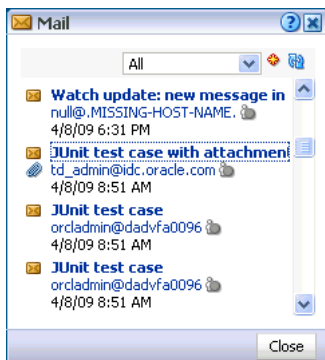 Mail
All
Watch update: new message in
null@.MISSING-HOST-NAME.
4/8/09 6:31 PM
JUnit test case with attachment
td_admin@idc.oracle.com
4/8/09 8:51 AM
JUnit test case
orcladmin@dadvfa0096
4/8/09 8:51 AM
JUnit test case
orcladmin@dadvfa0096
4/8/09 8:51 AM
Close